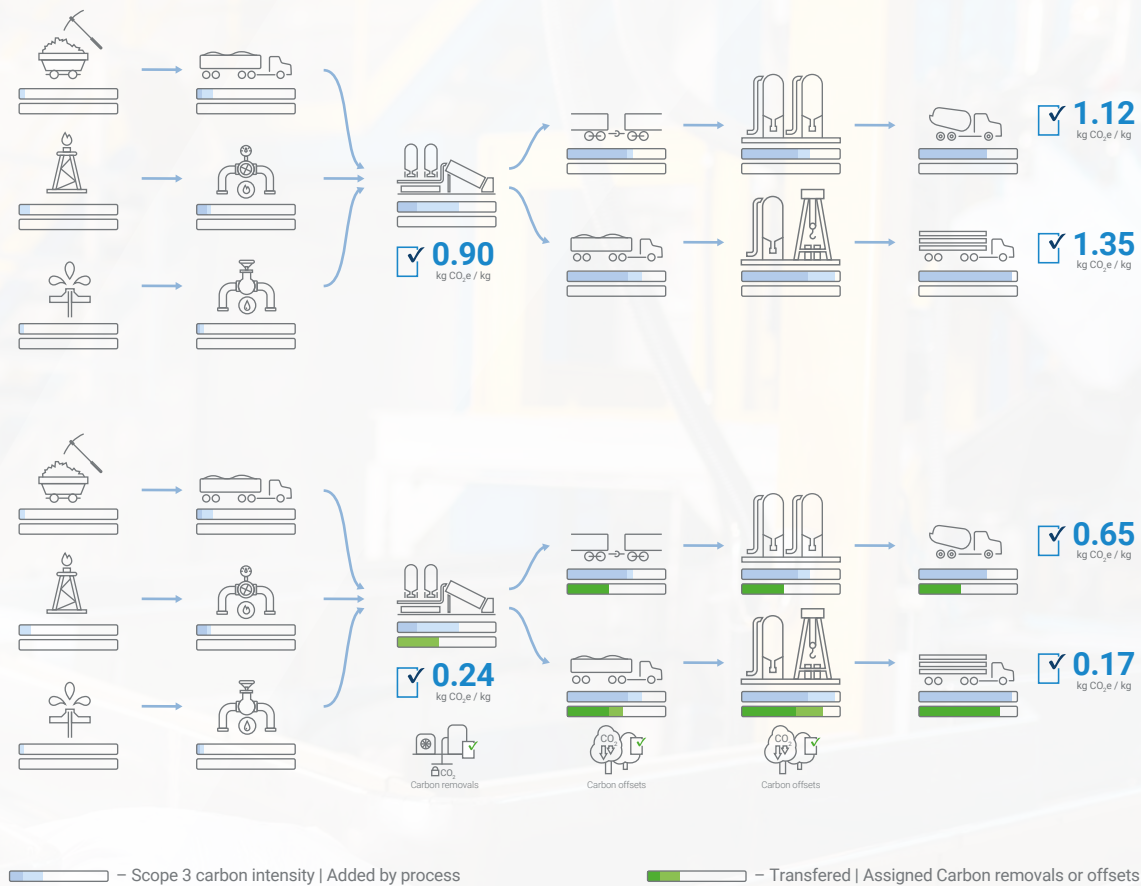 1.12
kg CO₂e / kg
1.35
kg CO₂e / kg
0.90
kg CO₂e / kg
0.65
kg CO₂e / kg
0.17
kg CO₂e / kg
0.24
kg CO₂e / kg
CO₂
Carbon removals
CO₂
Carbon offsets
CO₂
Carbon offsets
– Scope 3 carbon intensity | Added by process
– Transfered | Assigned Carbon removals or offsets